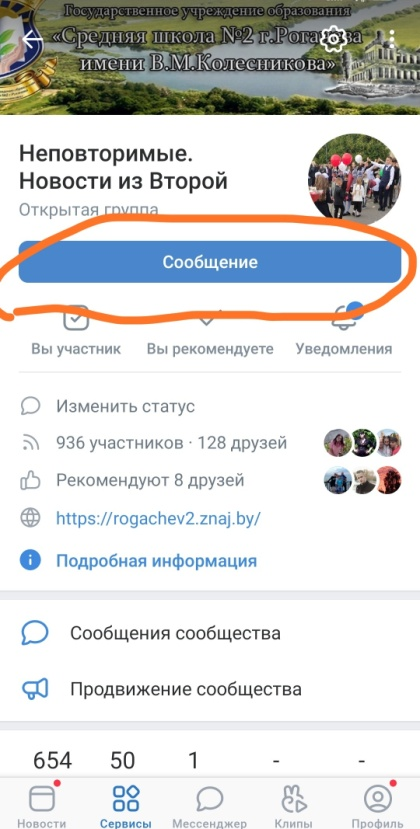 Государственное учреждение образования
«Средняя школа №2 г.Рогачёва
имени В.М.Колесникова»
Неповторимые.
Новости из Второй
Открытая группа
Сообщение
Вы участник
Вы рекомендуете
Уведомления
Изменить статус
936 участников · 128 друзей
Рекомендуют 8 друзей
https://rogachev2.znaj.by/
Подробная информация
Сообщения сообщества
Продвижение сообщества
654 50 1 - -
Новости Сервисы Мессенджер Клипы Профиль